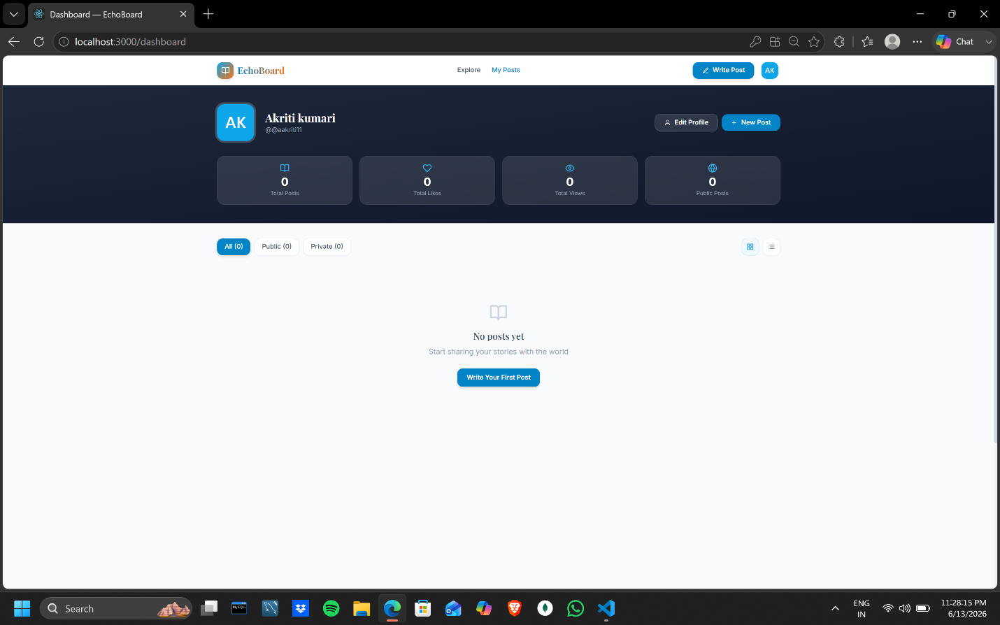 Dashboard — EchoBoard
localhost:3000/dashboard
Chat
EchoBoard
Explore
My Posts
Write Post
AK
AK
Akriti kumari
@@aakriti11
Edit Profile
New Post
0
Total Posts
0
Total Likes
0
Total Views
0
Public Posts
All (0)
Public (0)
Private (0)
No posts yet
Start sharing your stories with the world
Write Your First Post
Search
MySQL
ENG
IN
11:28:15 PM
6/13/2026